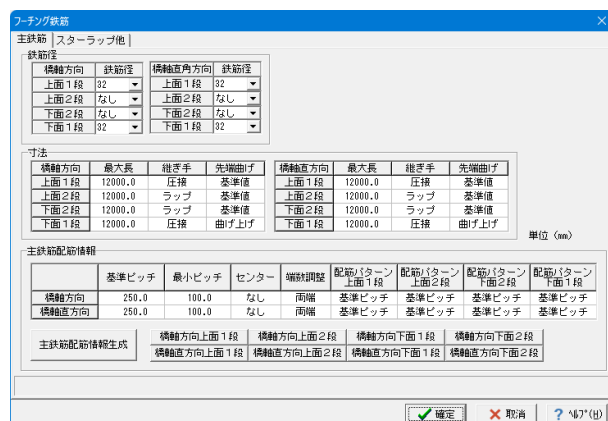 フーチング鉄筋
主鉄筋 スターラップ他
鉄筋径
橋軸方向 鉄筋径 橋軸直角方向 鉄筋径
上面1段 32 上面1段 32
上面2段 なし 上面2段 なし
下面2段 なし 下面2段 なし
下面1段 32 下面1段 32
寸法
橋軸方向 最大長 継ぎ手 先端曲げ 橋軸直方向 最大長 継ぎ手 先端曲げ
上面1段 12000.0 圧接 基準値 上面1段 12000.0 圧接 基準値
上面2段 12000.0 ラップ 基準値 上面2段 12000.0 ラップ 基準値
下面2段 12000.0 ラップ 基準値 下面2段 12000.0 ラップ 基準値
下面1段 12000.0 圧接 曲げ上げ 下面1段 12000.0 圧接 曲げ上げ
単位 (mm)
主鉄筋配筋情報
基準ピッチ 最小ピッチ センター 端数調整 配筋パターン上面1段 配筋パターン上面2段 配筋パターン下面2段 配筋パターン下面1段
橋軸方向 250.0 100.0 なし 両端 基準ピッチ 基準ピッチ 基準ピッチ 基準ピッチ
橋軸直方向 250.0 100.0 なし 両端 基準ピッチ 基準ピッチ 基準ピッチ 基準ピッチ
主鉄筋配筋情報生成
橋軸方向上面1段 橋軸方向上面2段 橋軸方向下面1段 橋軸方向下面2段
橋軸直方向上面1段 橋軸直方向上面2段 橋軸直方向下面1段 橋軸直方向下面2段
確定 取消 ? ヘルプ(H)